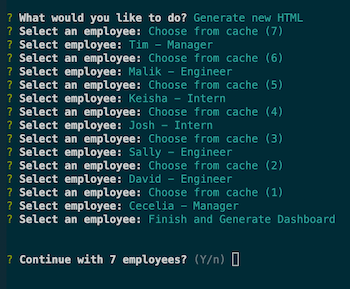 ? What would you like to do? Generate new HTML
? Select an employee: Choose from cache (7)
? Select employee: Tim – Manager
? Select an employee: Choose from cache (6)
? Select employee: Malik – Engineer
? Select an employee: Choose from cache (5)
? Select employee: Keisha – Intern
? Select an employee: Choose from cache (4)
? Select employee: Josh – Intern
? Select an employee: Choose from cache (3)
? Select employee: Sally – Engineer
? Select an employee: Choose from cache (2)
? Select employee: David – Engineer
? Select an employee: Choose from cache (1)
? Select employee: Cecelia – Manager
? Select an employee: Finish and Generate Dashboard
? Continue with 7 employees? (Y/n)